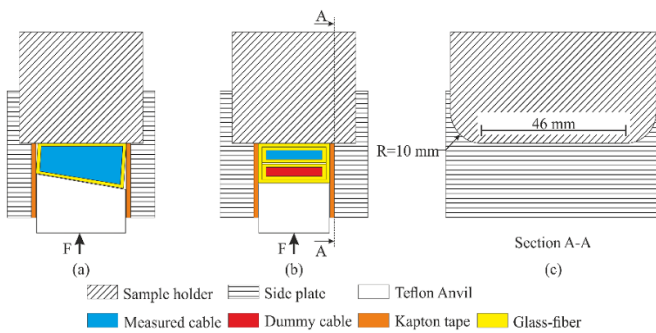 A
46 mm
R=10 mm
F
F
A
Section A-A
(a)
(b)
(c)
Sample holder
Side plate
Teflon Anvil
Measured cable
Dummy cable
Kapton tape
Glass-fiber